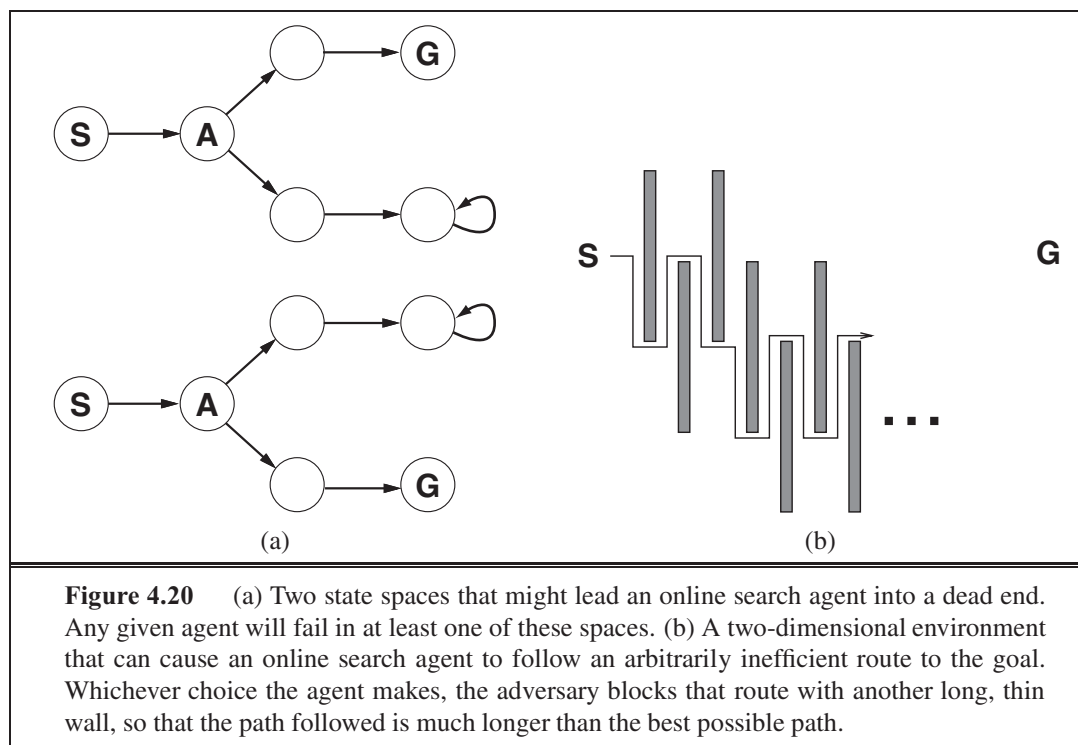 G
S A
S G
S A
G
(a) (b)
Figure 4.20 (a) Two state spaces that might lead an online search agent into a dead end.
Any given agent will fail in at least one of these spaces. (b) A two-dimensional environment
that can cause an online search agent to follow an arbitrarily inefficient route to the goal.
Whichever choice the agent makes, the adversary blocks that route with another long, thin
wall, so that the path followed is much longer than the best possible path.